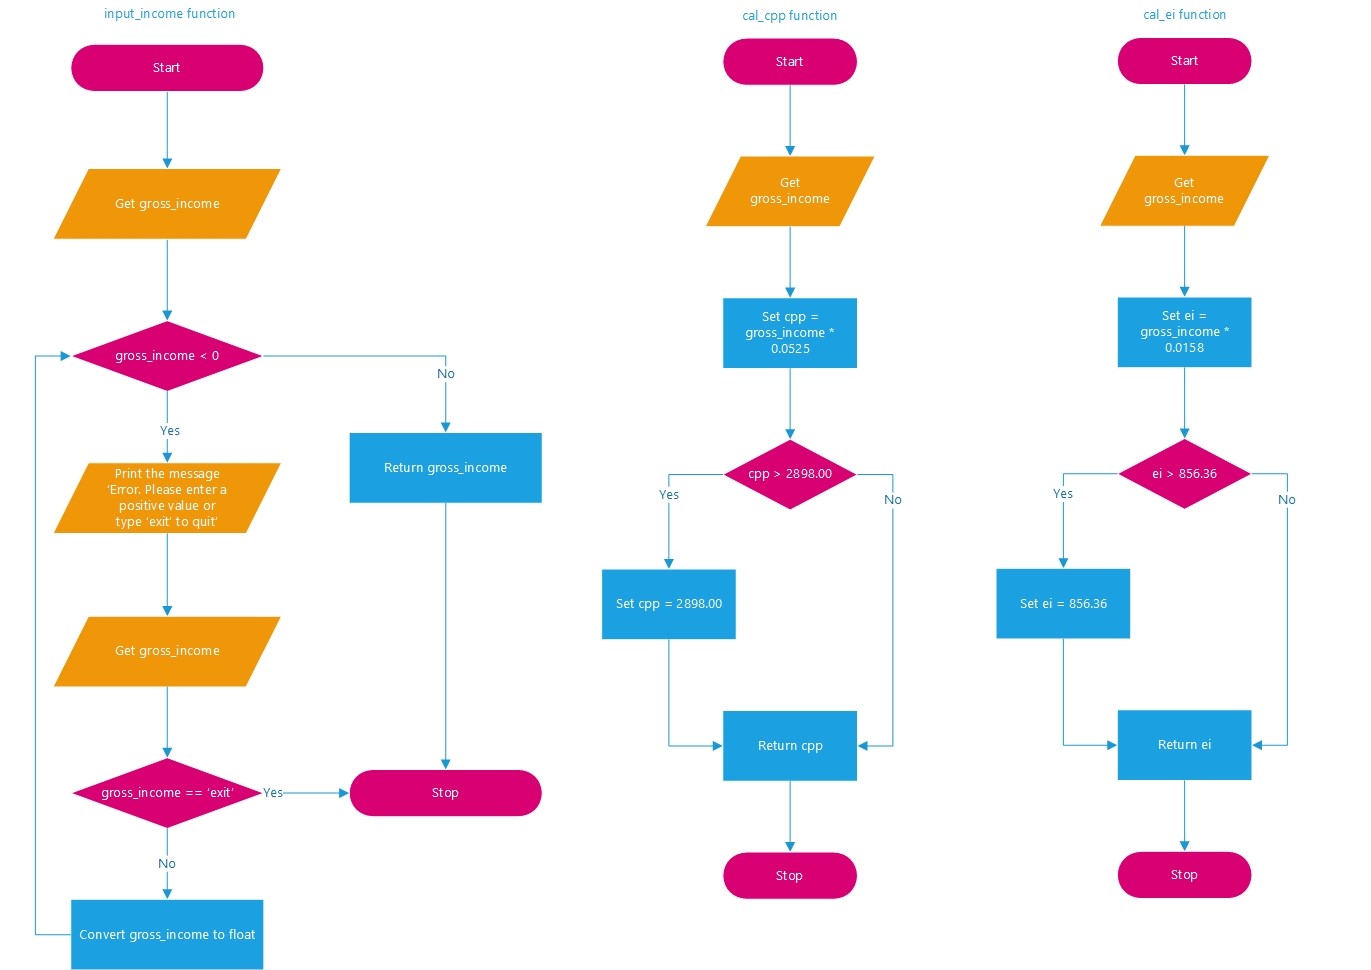 input_income function
Start
Get gross_income
gross_income < 0
No
Yes
Return gross_income
Print the message
‘Error. Please enter a
positive value or
type ‘exit’ to quit’
Get gross_income
gross_income == ‘exit’
Yes
Stop
No
Convert gross_income to float
cal_cpp function
Start
Get
gross_income
Set cpp =
gross_income *
0.0525
cpp > 2898.00
Yes
No
Set cpp = 2898.00
Return cpp
Stop
cal_ei function
Start
Get
gross_income
Set ei =
gross_income *
0.0158
ei > 856.36
Yes
No
Set ei = 856.36
Return ei
Stop